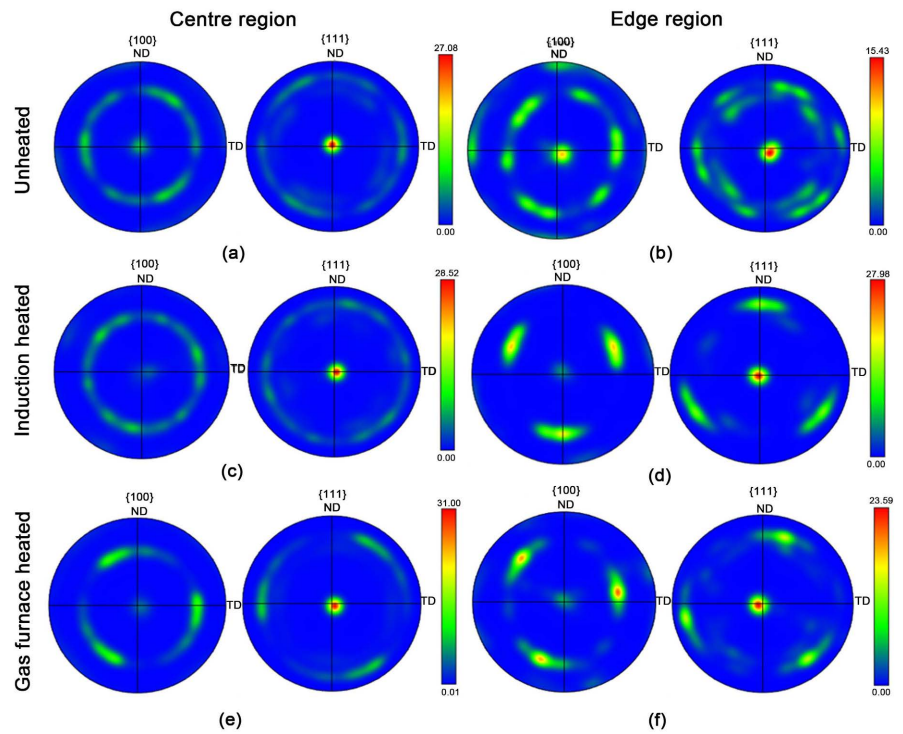 Centre region
Edge region
Unheated
{100}
ND
TD
{111}
ND
TD
27.08
0.00
(a)
{100}
ND
TD
{111}
ND
TD
15.43
0.00
(b)
Induction heated
{100}
ND
TD
{111}
ND
TD
28.52
0.00
(c)
{100}
ND
TD
{111}
ND
TD
27.98
0.00
(d)
Gas furnace heated
{100}
ND
TD
{111}
ND
TD
31.00
0.01
(e)
{100}
ND
TD
{111}
ND
TD
23.59
0.00
(f)